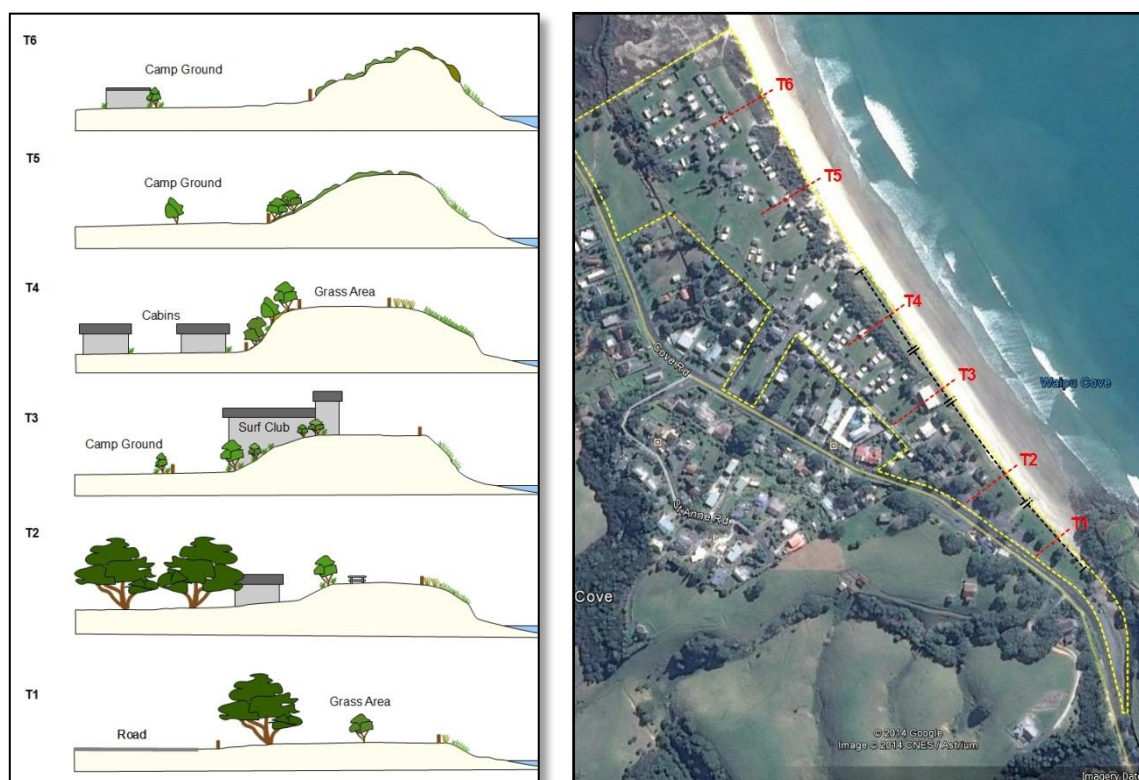 T6
Camp Ground
T5
Camp Ground
T4
Grass Area
Cabins
T3
Surf Club
Camp Ground
T2
T1
Grass Area
Road
T6
T5
T4
Cove Rd
T3
Waipu Cove
T2
St Anne Rd
T1
Cove
© 2014 Google
Image © 2014 CNES / Astrium
Imagery Date